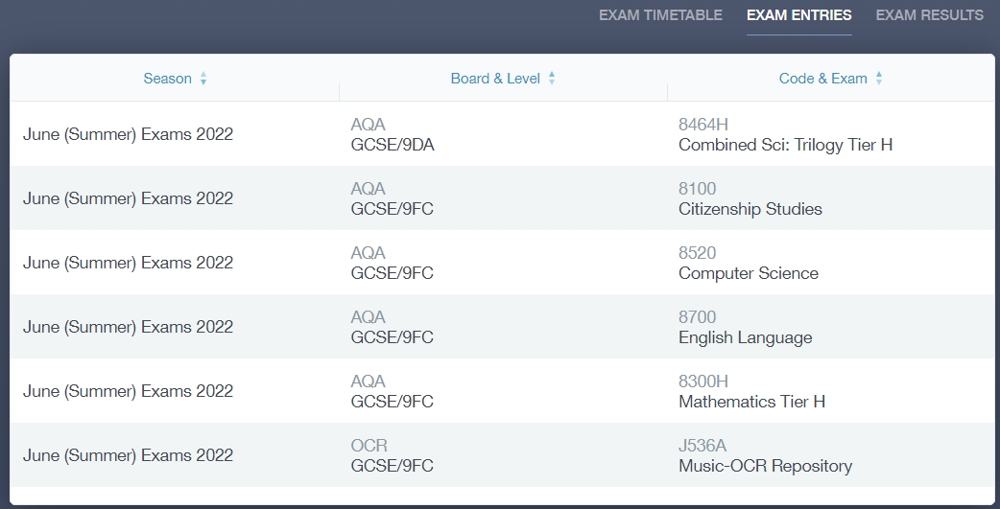 EXAM TIMETABLE EXAM ENTRIES EXAM RESULTS
Season Board & Level Code & Exam
June (Summer) Exams 2022
AQA
GCSE/9DA
8464H
Combined Sci: Trilogy Tier H
June (Summer) Exams 2022
AQA
GCSE/9FC
8100
Citizenship Studies
June (Summer) Exams 2022
AQA
GCSE/9FC
8520
Computer Science
June (Summer) Exams 2022
AQA
GCSE/9FC
8700
English Language
June (Summer) Exams 2022
AQA
GCSE/9FC
8300H
Mathematics Tier H
June (Summer) Exams 2022
OCR
GCSE/9FC
J536A
Music-OCR Repository